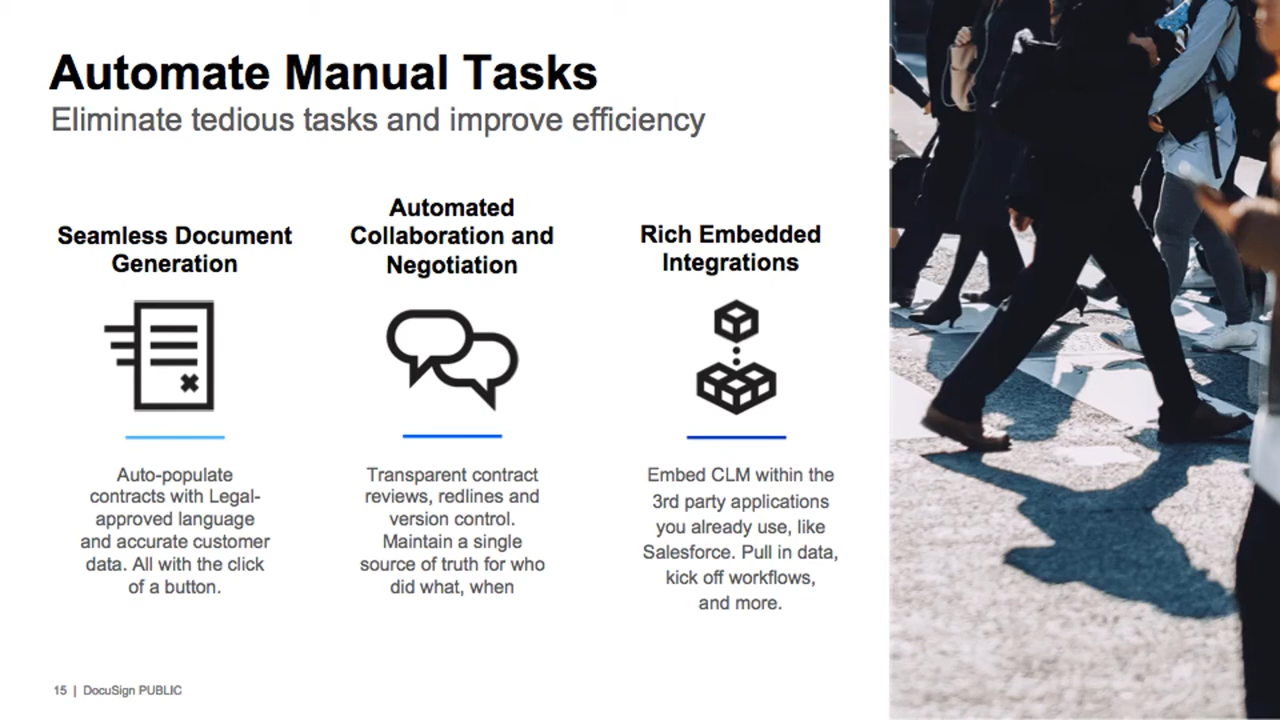 Automate Manual Tasks
Eliminate tedious tasks and improve efficiency
Seamless Document
Generation
Auto-populate
contracts with Legal-
approved language
and accurate customer
data. All with the click
of a button.
Automated
Collaboration and
Negotiation
Transparent contract
reviews, redlines and
version control.
Maintain a single
source of truth for who
did what, when
Rich Embedded
Integrations
Embed CLM within the
3rd party applications
you already use, like
Salesforce. Pull in data,
kick off workflows,
and more.
15 | DocuSign PUBLIC